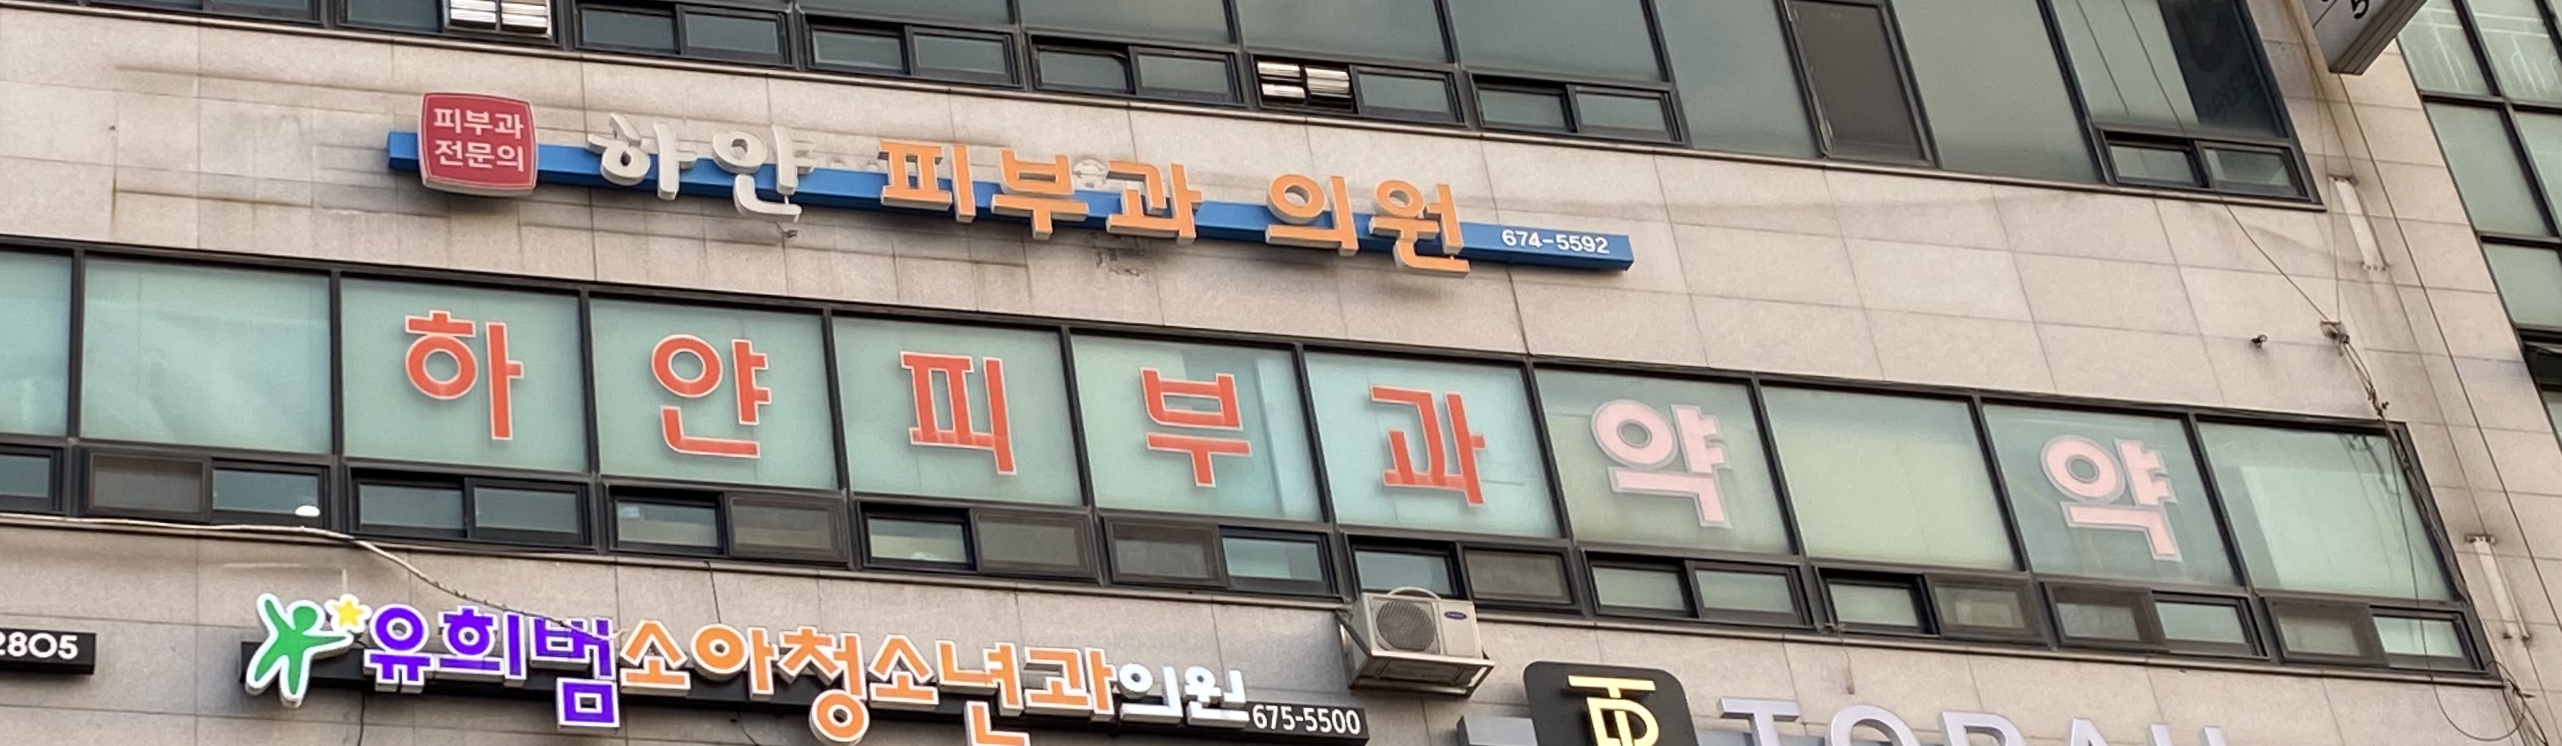 피부과
전문의
하얀 피부과 의원 674-5592
하얀피부과약 약
2805
유희범소아청소년과의원 675-5500